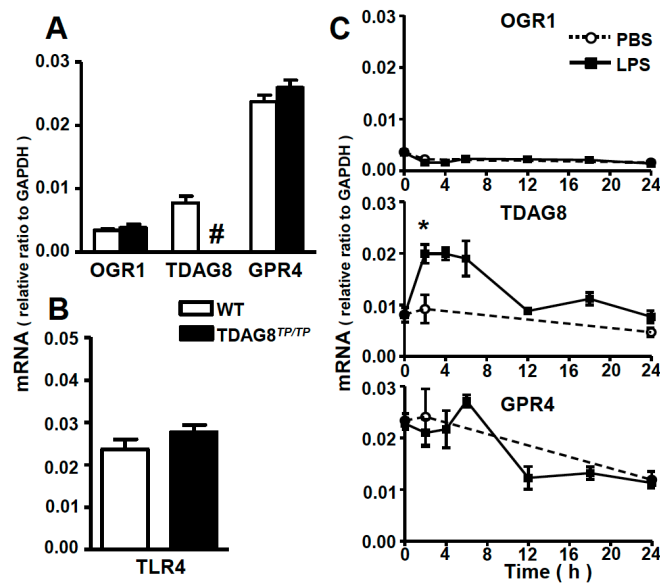 A
mRNA ( relative ratio to GAPDH )
0.03
0.02
0.01
0.00
#
OGR1 TDAG8 GPR4
WT
TDAG8TP/TP
B
0.05
0.04
0.03
0.02
0.01
0.00
TLR4
C
OGR1
PBS
LPS
mRNA ( relative ratio to GAPDH )
0.03
0.02
0.01
0.00
0 4 8 12 16 20 24
TDAG8
*
0.03
0.02
0.01
0.00
0 4 8 12 16 20 24
GPR4
0.03
0.02
0.01
0.00
0 4 8 12 16 20 24
Time ( h )